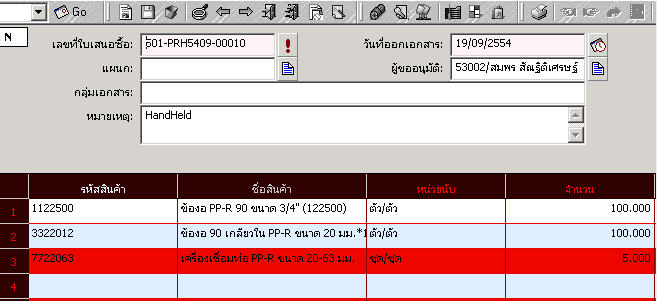 Go
N
เลขที่ใบเสนอซื้อ: 601-PRH5409-00010 วันที่ออกเอกสาร: 19/09/2554
แผนก: ผู้ขออนุมัติ: 53002/สมพร สัณฐิติเศรษฐ์
กลุ่มเอกสาร:
หมายเหตุ: HandHeld
รหัสสินค้า ชื่อสินค้า หน่วยนับ จำนวน
1 1122500 ข้องอ PP-R 90 ขนาด 3/4" (122500) ตัว/ตัว 100.000
2 3322012 ข้องอ 90 เกลียวใน PP-R ขนาด 20 มม.*1 ตัว/ตัว 100.000
3 7722063 เครื่องเชื่อมท่อ PP-R ขนาด 20-63 มม. ชุด/ชุด 5.000
4